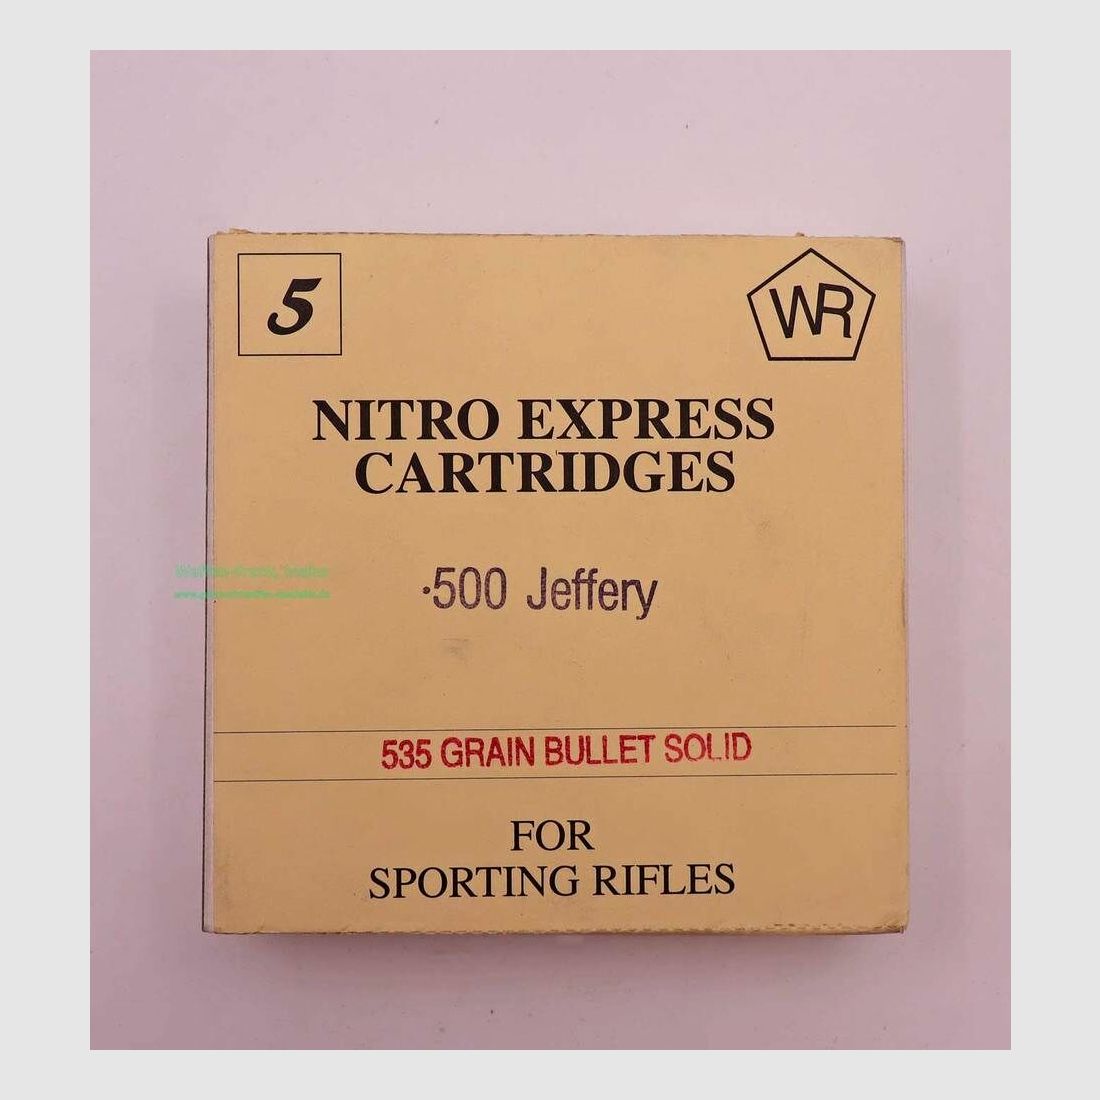 5
WR
NITRO EXPRESS
CARTRIDGES
.500 Jeffery
535 GRAIN BULLET SOLID
FOR
SPORTING RIFLES